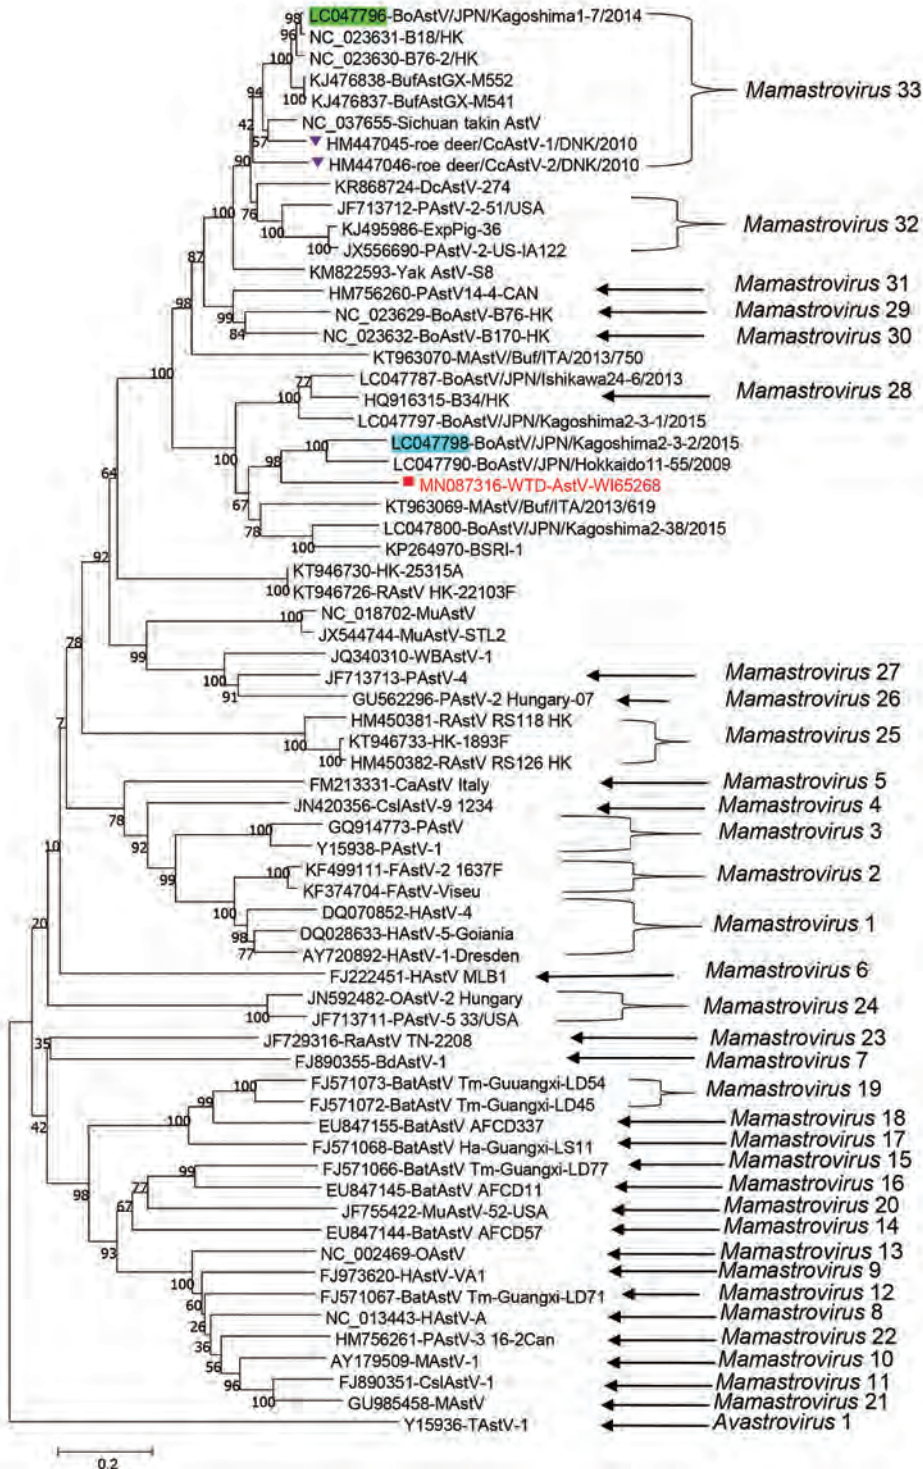 98 LC047796-BoAstV/JPN/Kagoshima1-7/2014
96 NC_023631-B18/HK
NC_023630-B76-2/HK
100 KJ476838-BufAstGX-M552
Mamastrovirus 33
94 100 KJ476837-BufAstGX-M541
42 NC_037655-Sichuan takin AstV
57 HM447045-roe deer/CcAstV-1/DNK/2010
90 HM447046-roe deer/CcAstV-2/DNK/2010
KR868724-DcAstV-274
100 76 JF713712-PAstV-2-51/USA
100 KJ495986-ExpPig-36
Mamastrovirus 32
100 JX556690-PAstV-2-US-IA122
87 KM822593-Yak AstV-S8
HM756260-PAstV14-4-CAN Mamastrovirus 31
98 99 NC_023629-BoAstV-B76-HK Mamastrovirus 29
84 NC_023632-BoAstV-B170-HK Mamastrovirus 30
KT963070-MAstV/Buf/ITA/2013/750
100 77 LC047787-BoAstV/JPN/Ishikawa24-6/2013
100 HQ916315-B34/HK Mamastrovirus 28
LC047797-BoAstV/JPN/Kagoshima2-3-1/2015
100 100 LC047798-BoAstV/JPN/Kagoshima2-3-2/2015
98 LC047790-BoAstV/JPN/Hokkaido11-55/2009
64 MN087316-WTD-AstV-WI65268
67 KT963069-MAstV/Buf/ITA/2013/619
78 LC047800-BoAstV/JPN/Kagoshima2-38/2015
100 KP264970-BSRI-1
92 KT946730-HK-25315A
100 KT946726-RAstV HK-22103F
100 NC_018702-MuAstV
JX544744-MuAstV-STL2
78 99 JQ340310-WBAstV-1
100 JF713713-PAstV-4 Mamastrovirus 27
91 GU562296-PAstV-2 Hungary-07 Mamastrovirus 26
7 HM450381-RAstV RS118 HK
100 KT946733-HK-1893F Mamastrovirus 25
100 HM450382-RAstV RS126 HK
FM213331-CaAstV Italy Mamastrovirus 5
78 JN420356-CslAstV-9 1234 Mamastrovirus 4
100 GQ914773-PAstV
Mamastrovirus 3
10 92 Y15938-PAstV-1
99 100 KF499111-FAstV-2 1637F
Mamastrovirus 2
KF374704-FAstV-Viseu
20 100 DQ070852-HAstV-4
98 DQ028633-HAstV-5-Goiania Mamastrovirus 1
77 AY720892-HAstV-1-Dresden
FJ222451-HAstV MLB1 Mamastrovirus 6
JN592482-OAstV-2 Hungary
Mamastrovirus 24
100 JF713711-PAstV-5 33/USA
35 JF729316-RaAstV TN-2208 Mamastrovirus 23
FJ890355-BdAstV-1 Mamastrovirus 7
100 FJ571073-BatAstV Tm-Guuangxi-LD54
Mamastrovirus 19
99 FJ571072-BatAstV Tm-Guangxi-LD45
42 100 EU847155-BatAstV AFCD337 Mamastrovirus 18
FJ571068-BatAstV Ha-Guangxi-LS11 Mamastrovirus 17
99 FJ571066-BatAstV Tm-Guangxi-LD77 Mamastrovirus 15
98 77 EU847145-BatAstV AFCD11 Mamastrovirus 16
67 JF755422-MuAstV-52-USA Mamastrovirus 20
EU847144-BatAstV AFCD57 Mamastrovirus 14
93 NC_002469-OAstV Mamastrovirus 13
100 FJ973620-HAstV-VA1 Mamastrovirus 9
60 FJ571067-BatAstV Tm-Guangxi-LD71 Mamastrovirus 12
26 NC_013443-HAstV-A Mamastrovirus 8
36 HM756261-PAstV-3 16-2Can Mamastrovirus 22
56 AY179509-MAstV-1 Mamastrovirus 10
96 FJ890351-CslAstV-1 Mamastrovirus 11
100 GU985458-MAstV Mamastrovirus 21
Y15936-TAstV-1 Avastrovirus 1
0.2